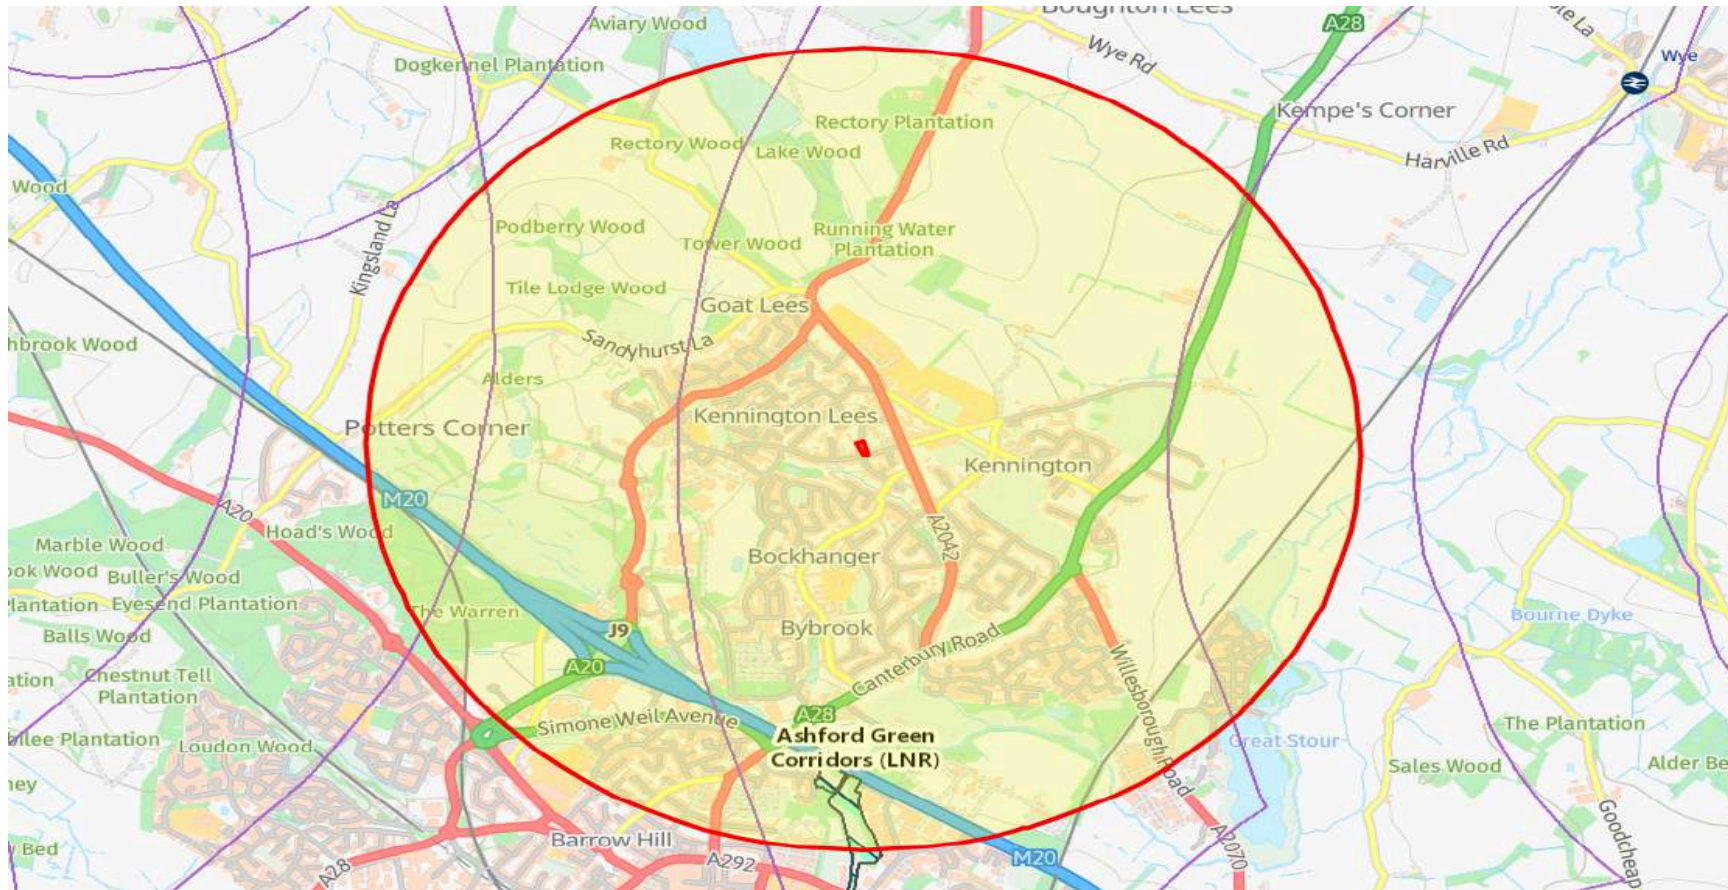 Boughton Lees
A28
Aviary Wood
Wye Rd
Wye
Dogkennel Plantation
Kempe's Corner
Rectory Plantation
Rectory Wood
Lake Wood
Harville Rd
Wood
Kingsland La
Podberry Wood
Tower Wood
Running Water
Plantation
Tile Lodge Wood
Goat Lees
hbrook Wood
Sandyhurst La
Alders
Kennington Lees
Potters Corner
Kennington
M20
A20
Hoad's Wood
A2042
Marble Wood
Bockhanger
ok Wood
Buller's Wood
Plantation
Eyesend Plantation
The Warren
Bourne Dyke
Balls Wood
J9
Bybrook
Canterbury Road
A20
ation
Chestnut Tell
Plantation
Willesborough Road
A28
Simone Weil Avenue
The Plantation
Ashford Green
Corridors (LNR)
bilee Plantation
Loudon Wood
Great Stour
Sales Wood
Alder Be
ney
Goodcheap
Barrow Hill
A2070
Bed
A28
A292
M20